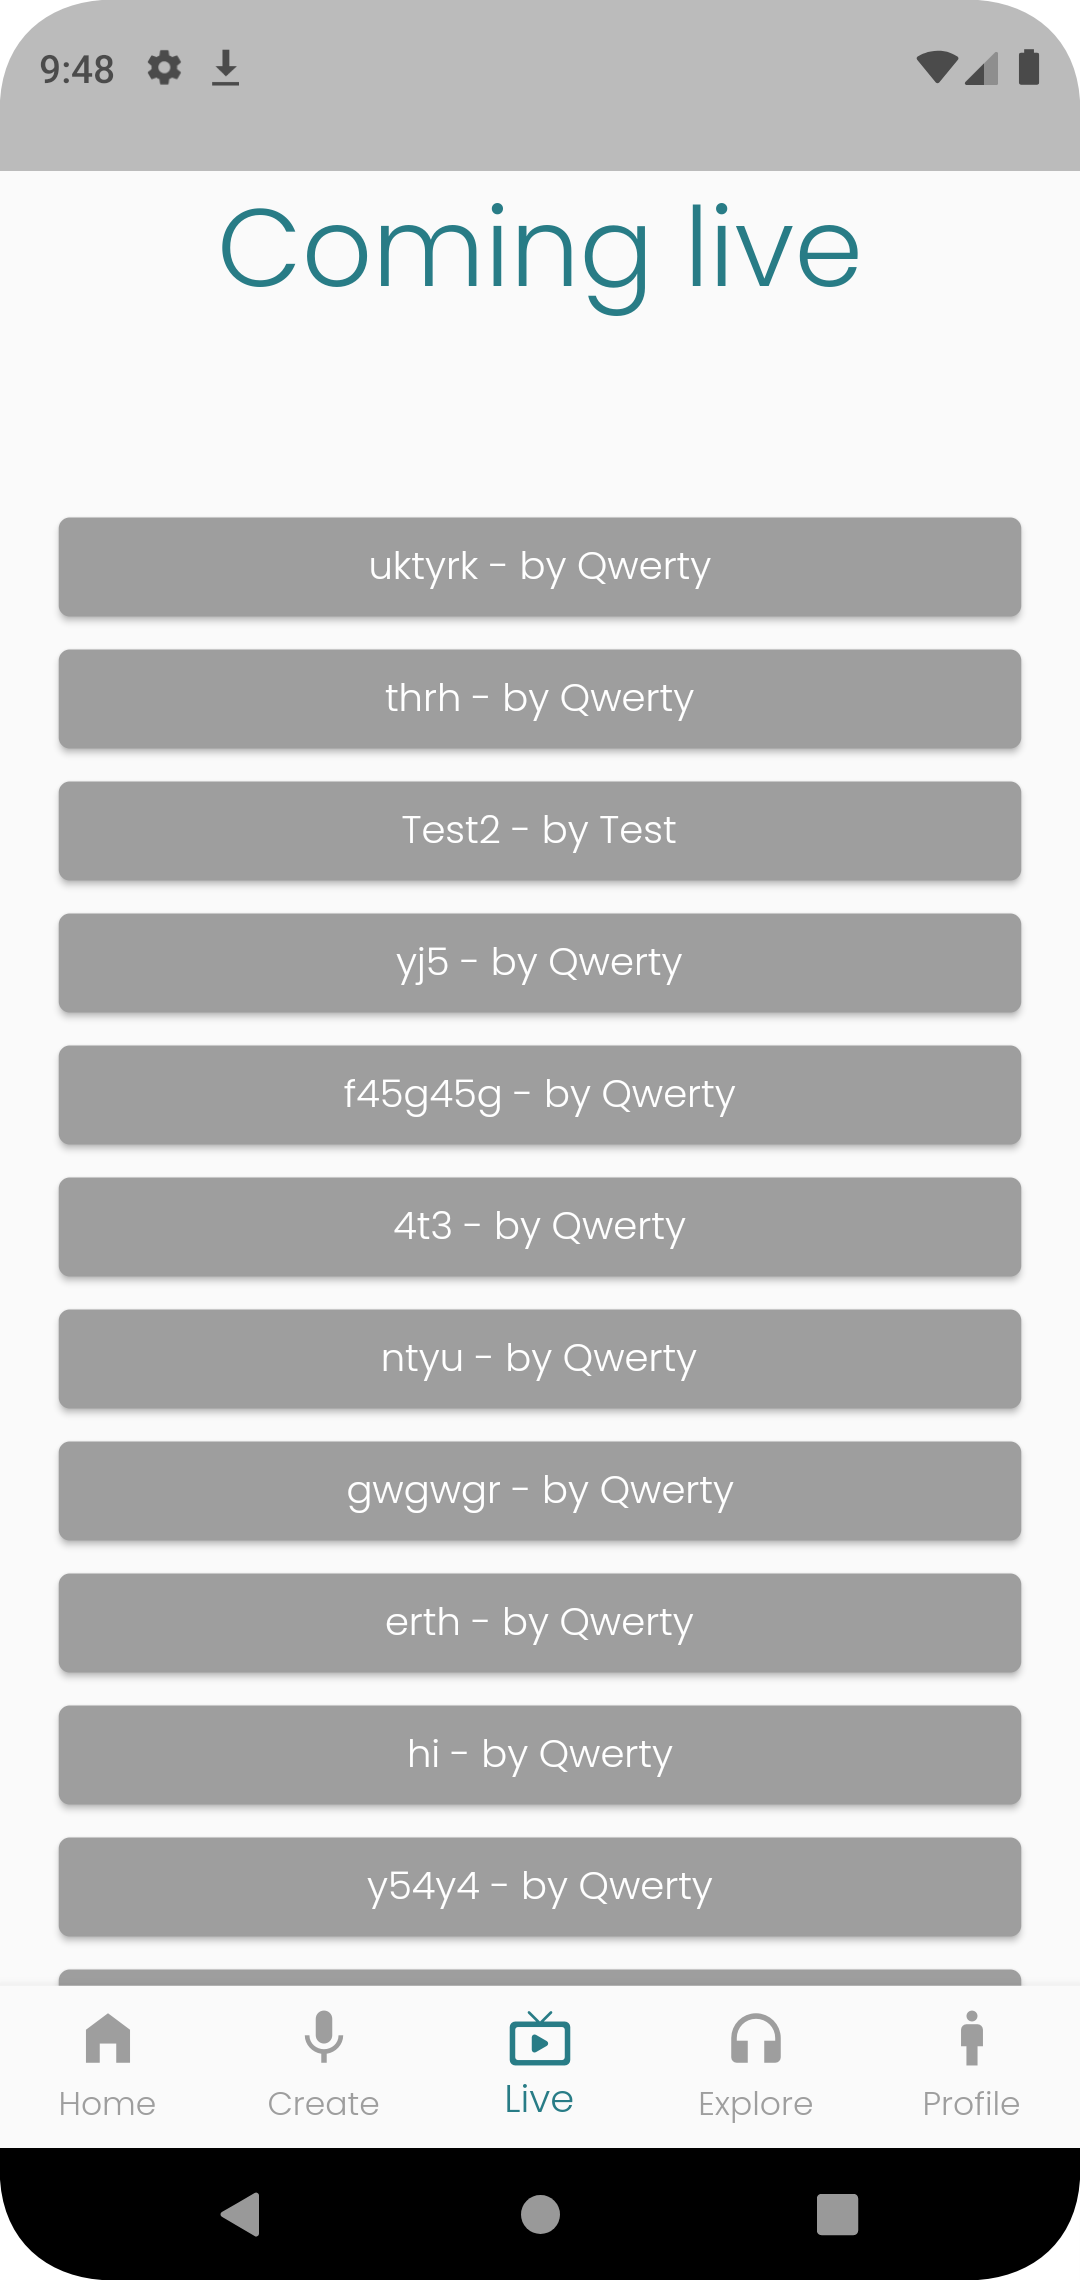 9:48
Coming live
uktyrk - by Qwerty
thrh - by Qwerty
Test2 - by Test
yj5 - by Qwerty
f45g45g - by Qwerty
4t3 - by Qwerty
ntyu - by Qwerty
gwgwgr - by Qwerty
erth - by Qwerty
hi - by Qwerty
y54y4 - by Qwerty
Home Create Live Explore Profile